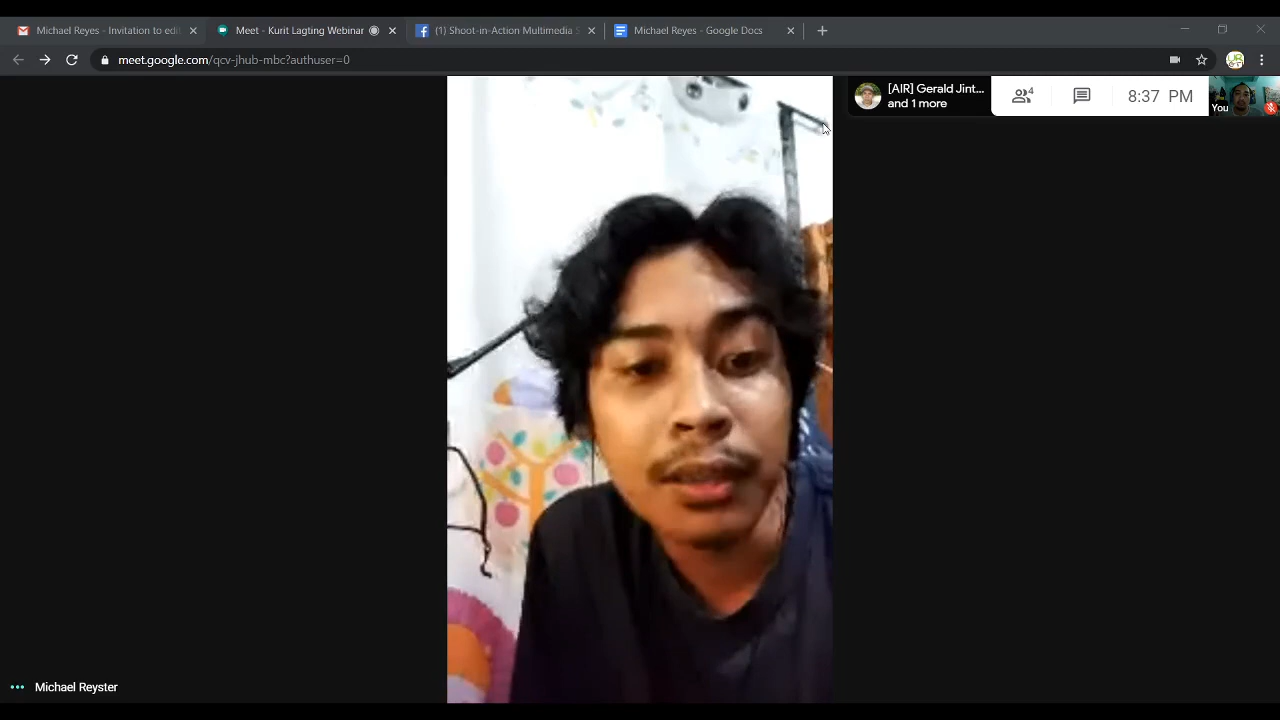 Michael Reyes - Invitation to edit
Meet - Kurit Lagting Webinar
(1) Shoot-in-Action Multimedia S
Michael Reyes - Google Docs
meet.google.com/qcv-jhub-mbc?authuser=0
[AIR] Gerald Jint...
and 1 more
4
8:37 PM
You
Michael Reyster